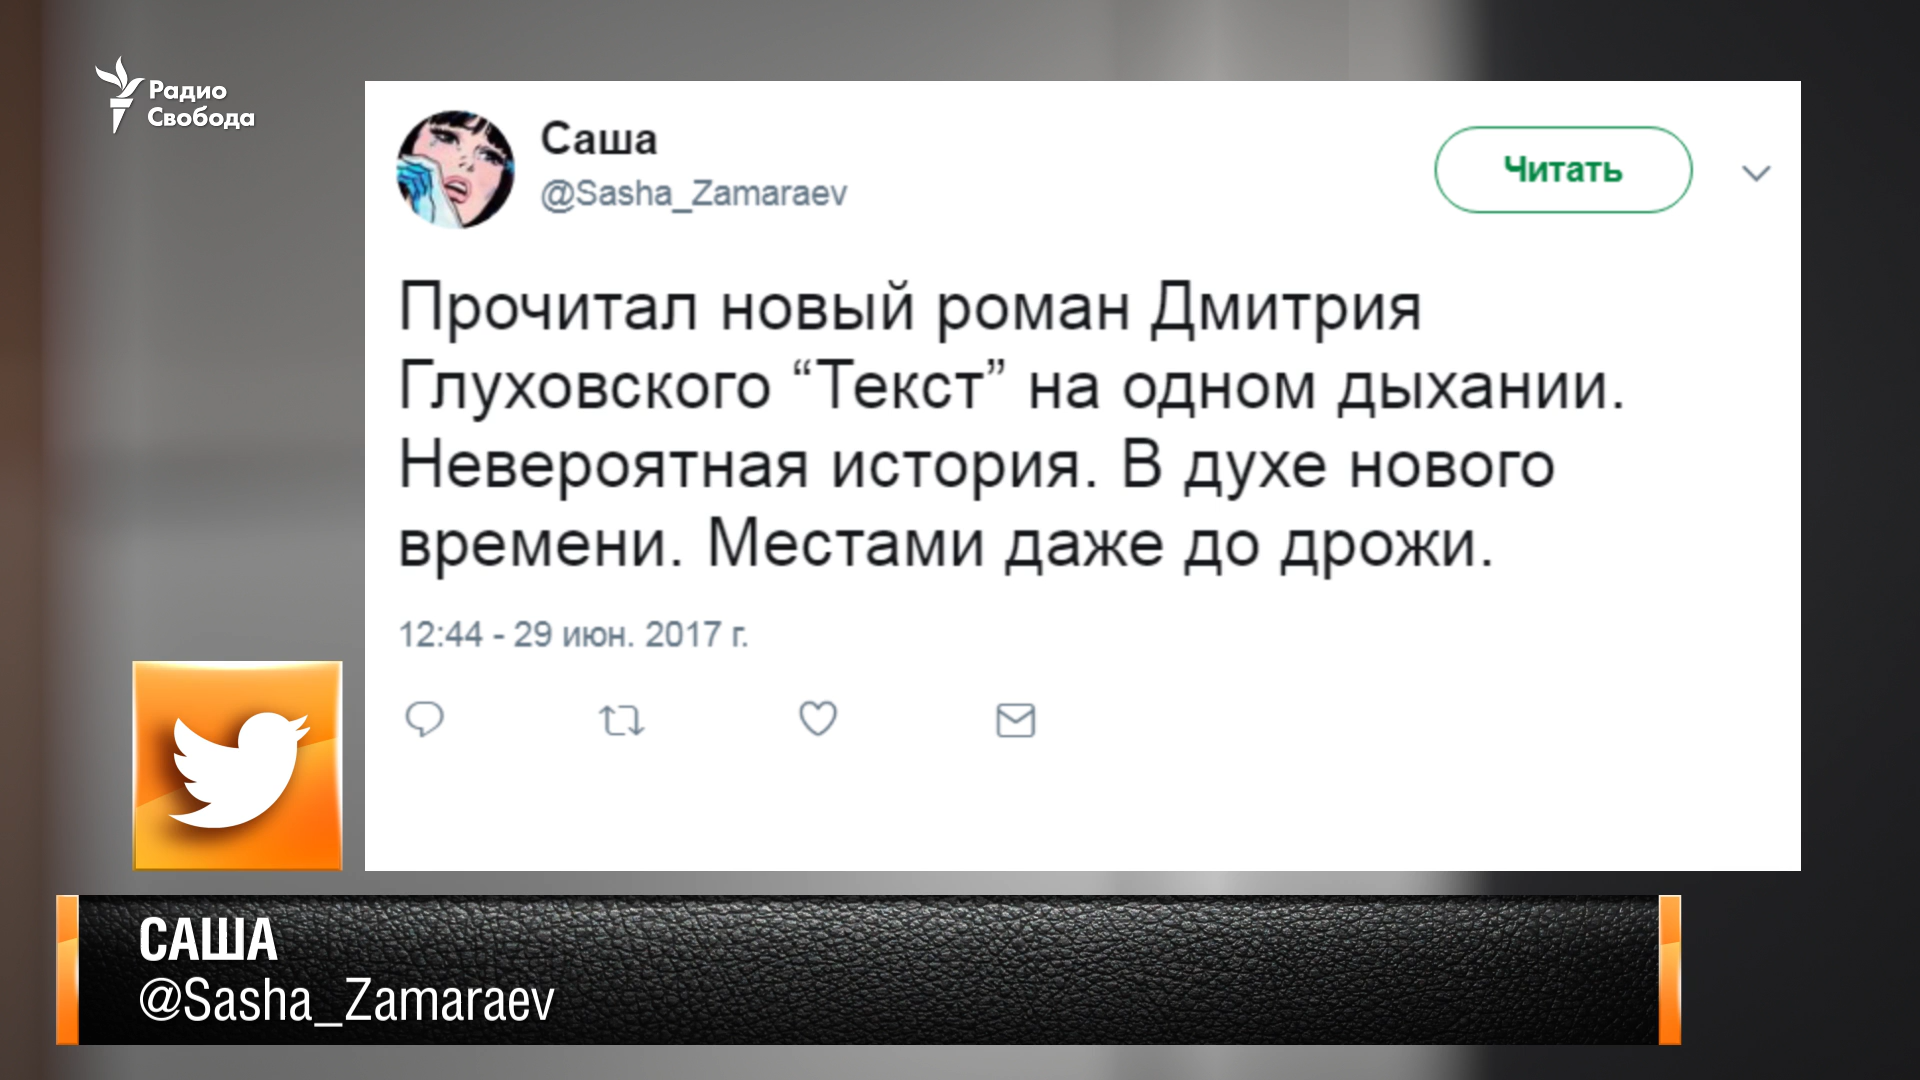 Радио
Свобода
Саша
@Sasha_Zamaraev
Читать
Прочитал новый роман Дмитрия
Глуховского “Текст” на одном дыхании.
Невероятная история. В духе нового
времени. Местами даже до дрожи.
12:44 - 29 июн. 2017 г.
САША
@Sasha_Zamaraev